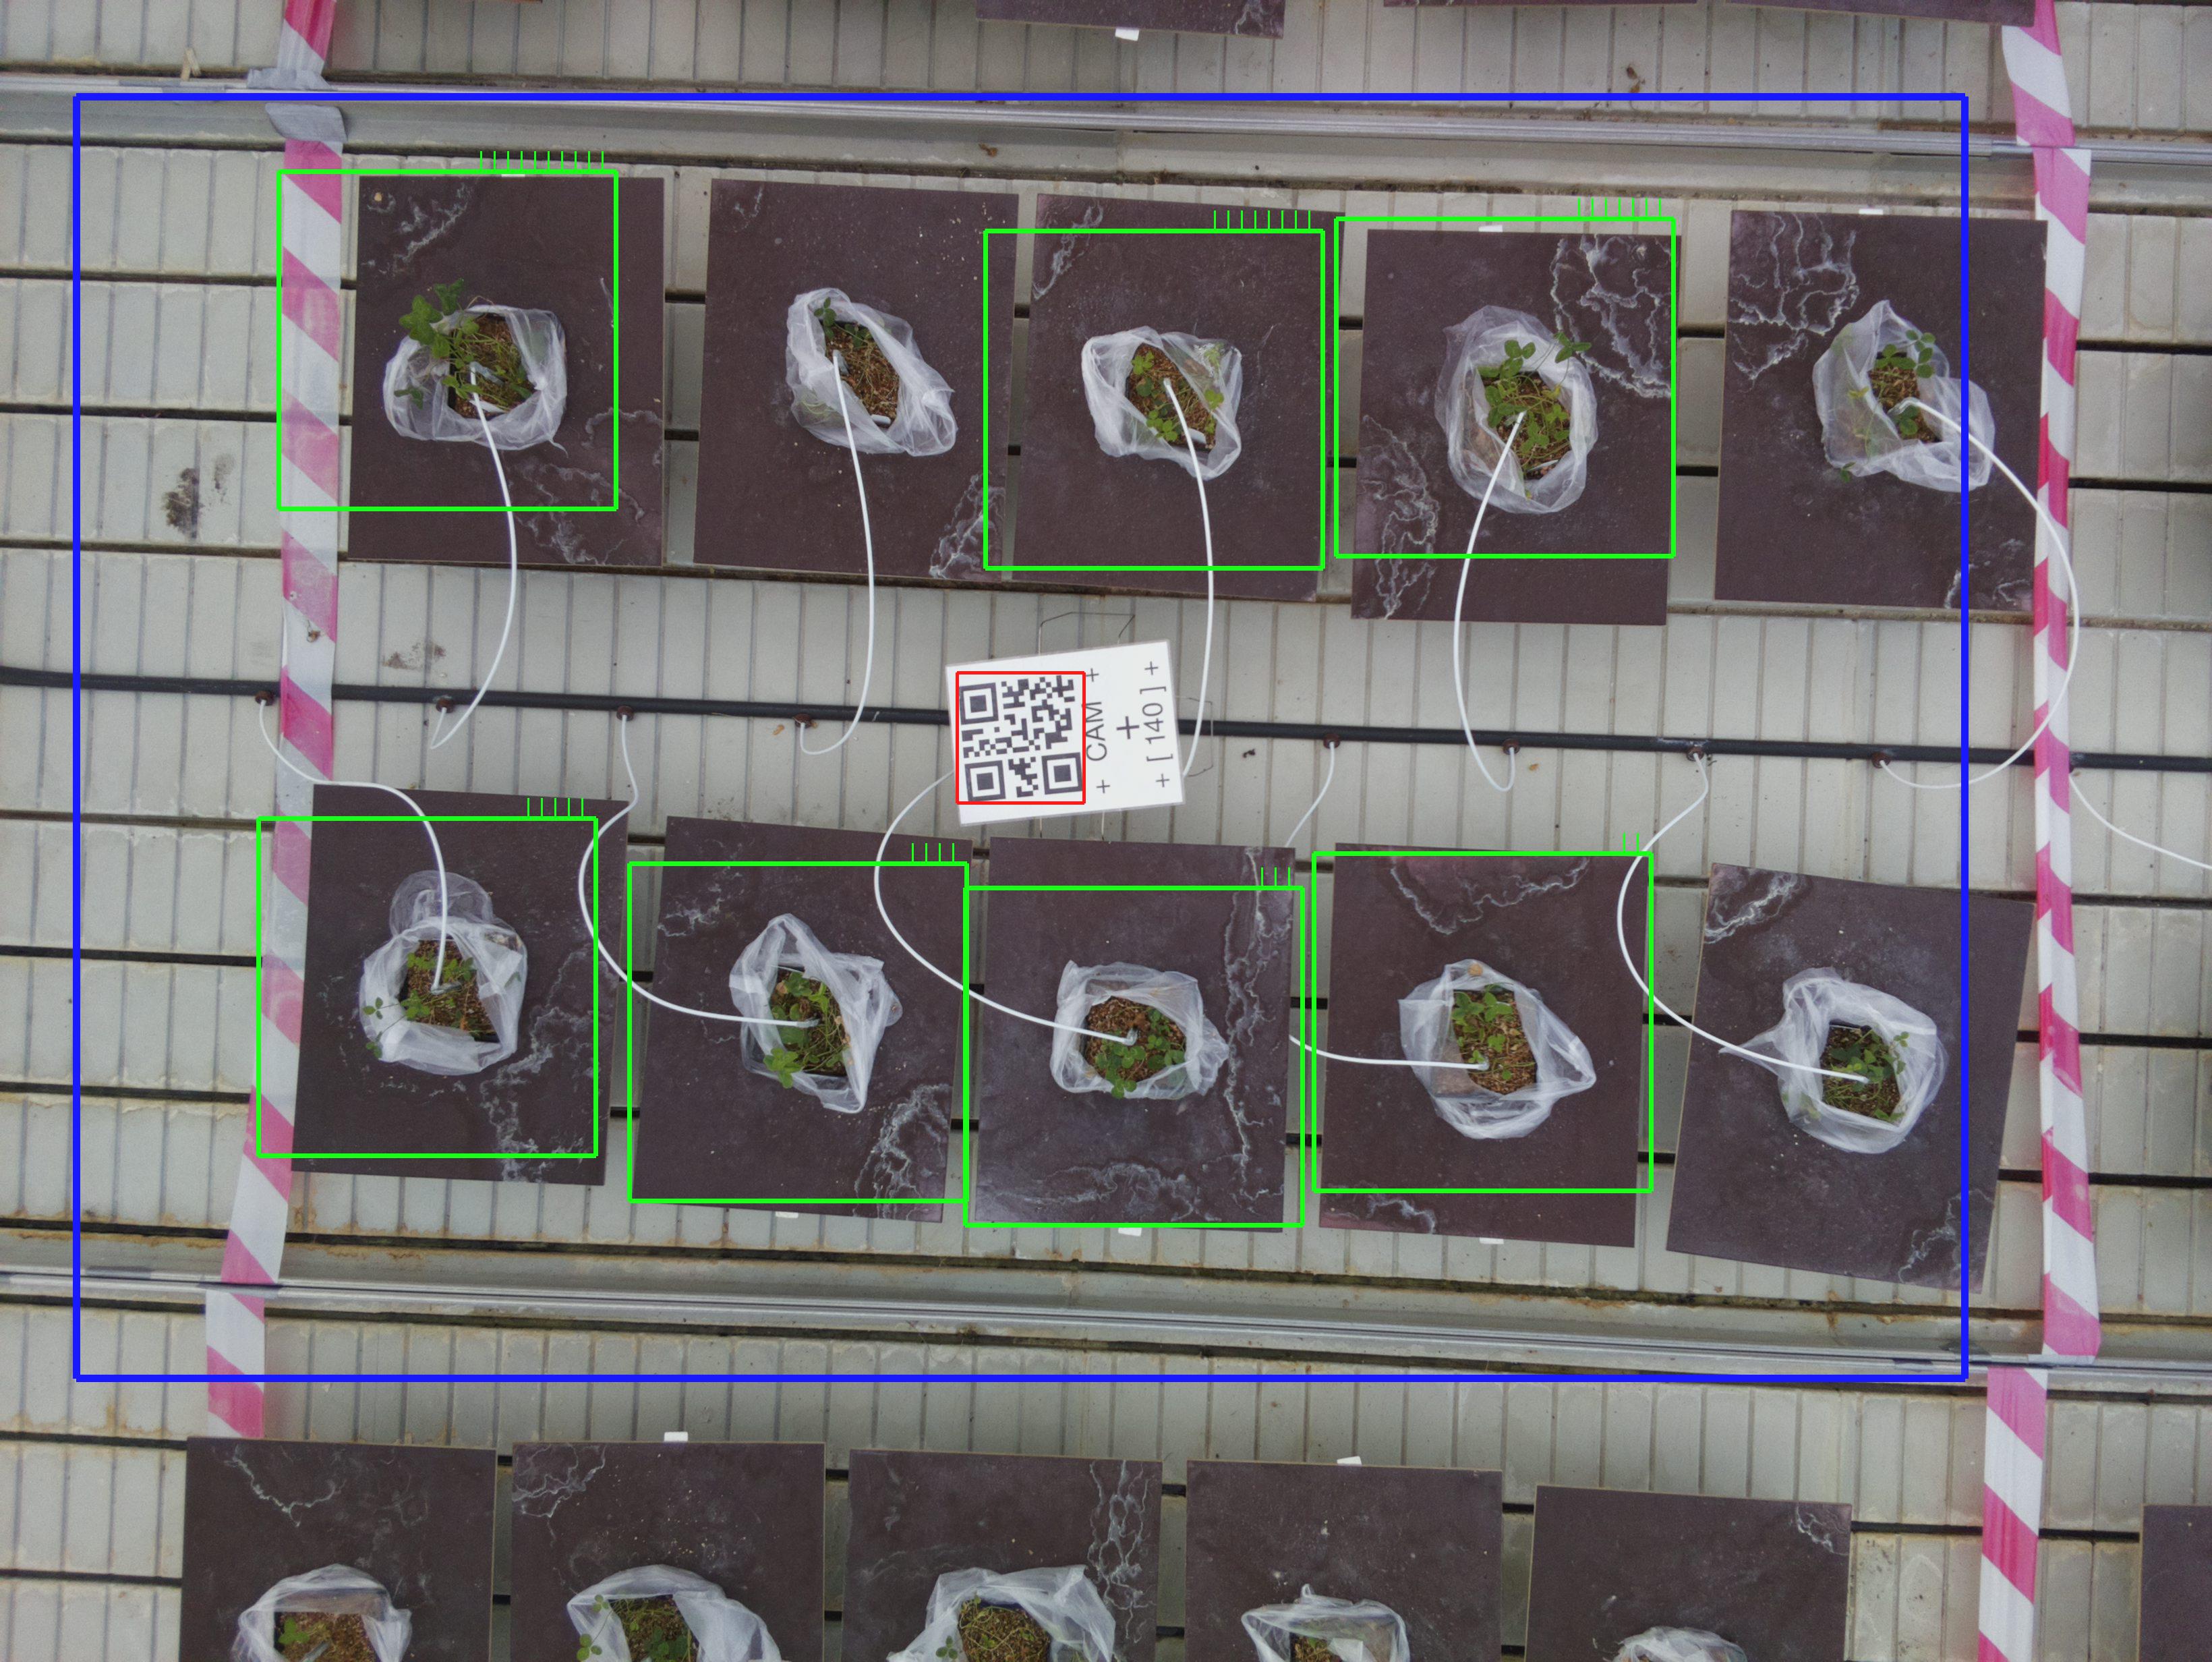 + CAM +
+
+ [ 140 ] +